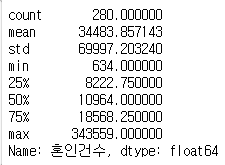 count 280.000000
mean 34483.857143
std 69997.203240
min 634.000000
25% 8222.750000
50% 10964.000000
75% 18568.250000
max 343559.000000
Name: 혼인건수, dtype: float64